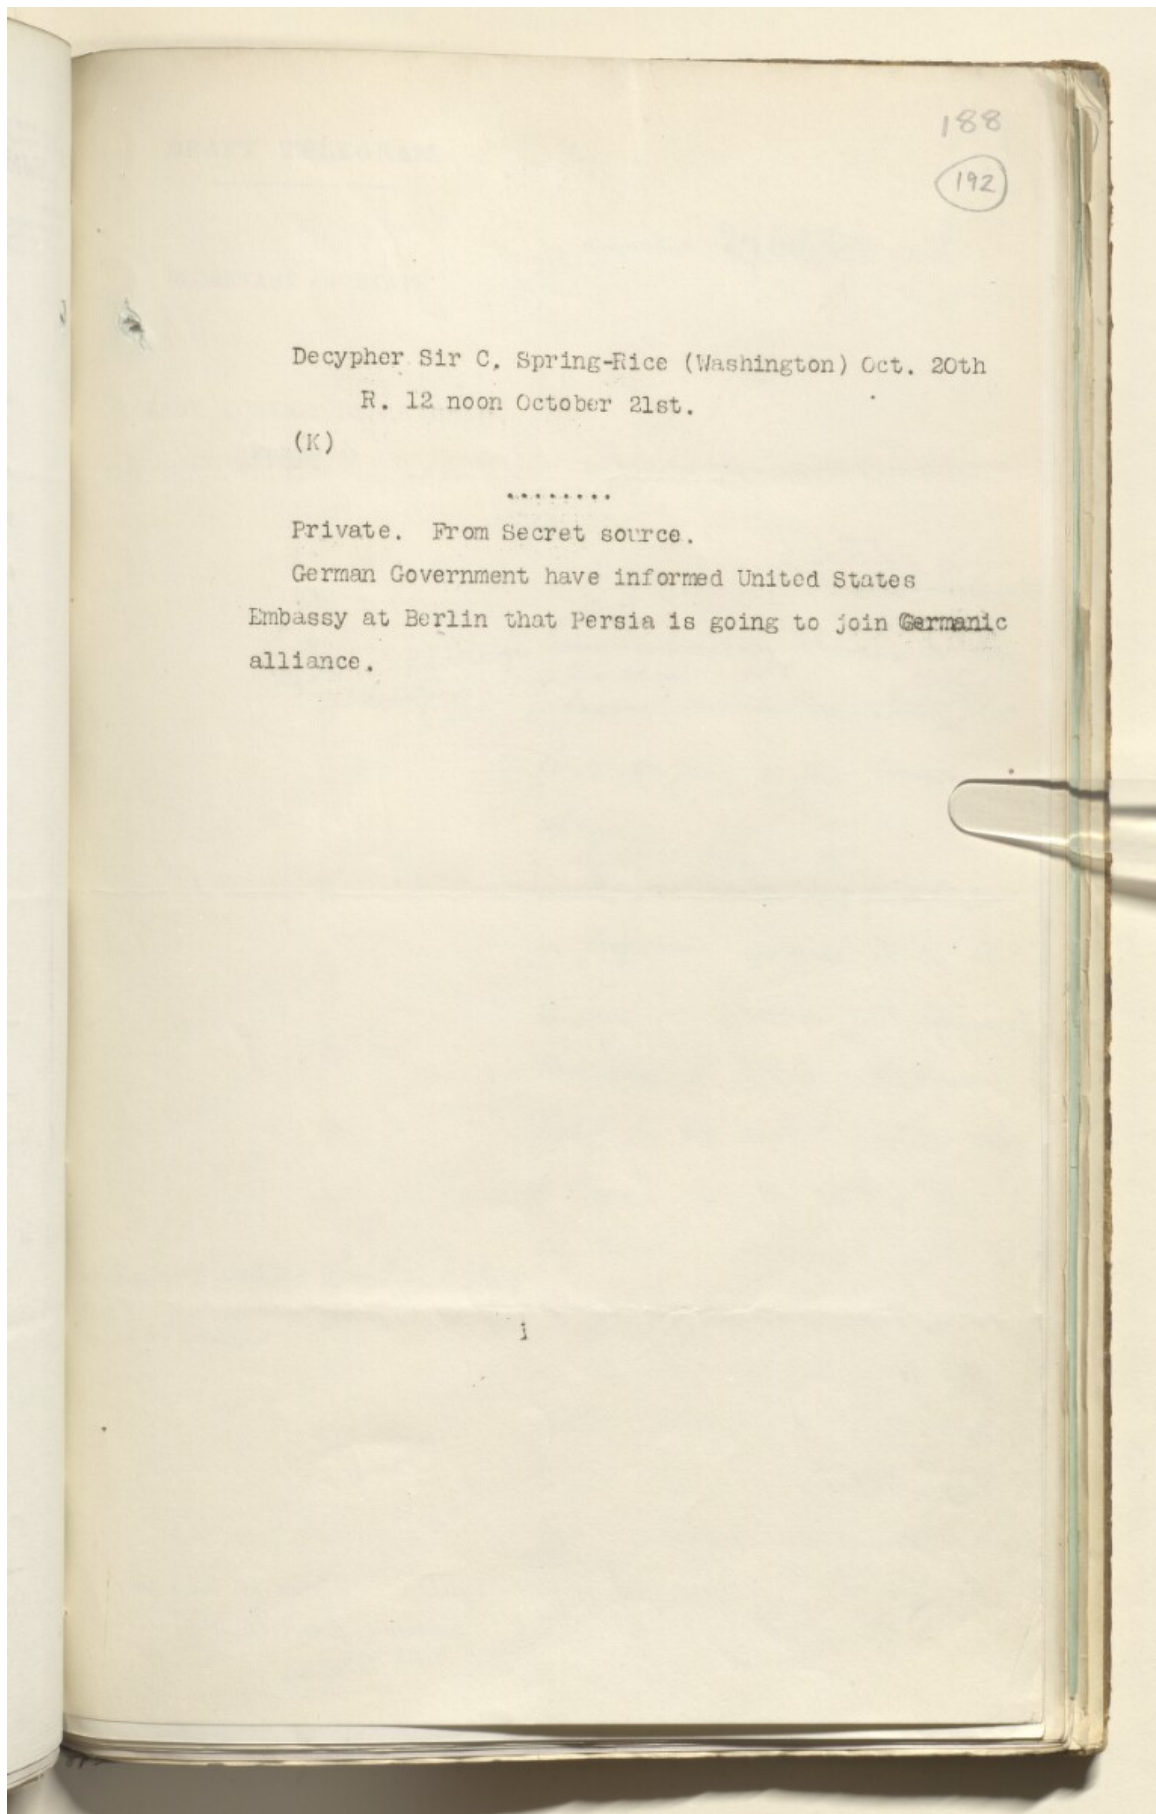 188
192
Decypher Sir C. Spring-Rice (Washington) Oct. 20th
R. 12 noon October 21st.
(K)
........
Private. From Secret source.
German Government have informed United States
Embassy at Berlin that Persia is going to join Germanic
alliance.